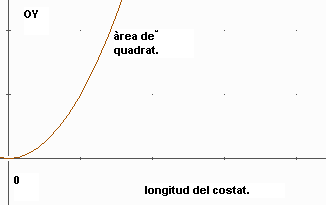 OY
àrea de
quadrat.
0
longitud del costat.